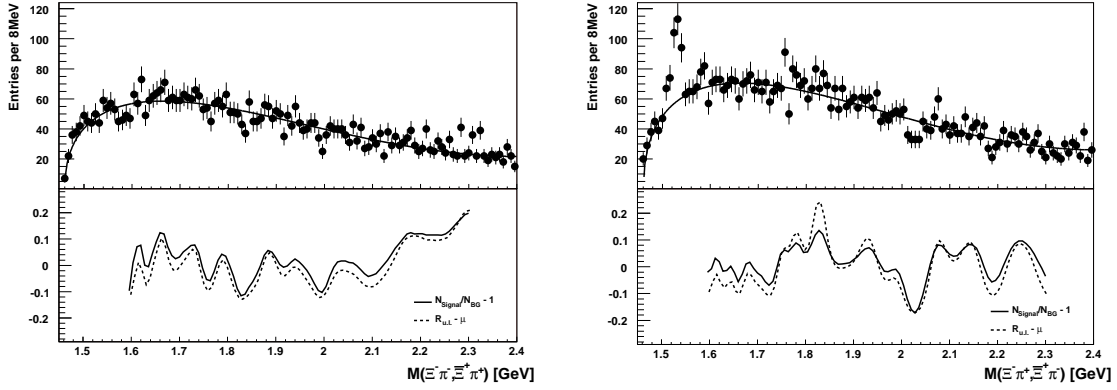 Entries per 8MeV
120
100
80
60
40
20
0.2
0.1
0
-0.1
-0.2
N_Signal/N_BG - 1
R_u.l. - μ
1.5 1.6 1.7 1.8 1.9 2 2.1 2.2 2.3 2.4
M(Ξ⁻π⁻,Ξ̅⁺π⁺) [GeV]
Entries per 8MeV
120
100
80
60
40
20
0.2
0.1
0
-0.1
-0.2
N_Signal/N_BG - 1
R_u.l. - μ
1.5 1.6 1.7 1.8 1.9 2 2.1 2.2 2.3 2.4
M(Ξ⁻π⁺,Ξ̅⁺π⁻) [GeV]